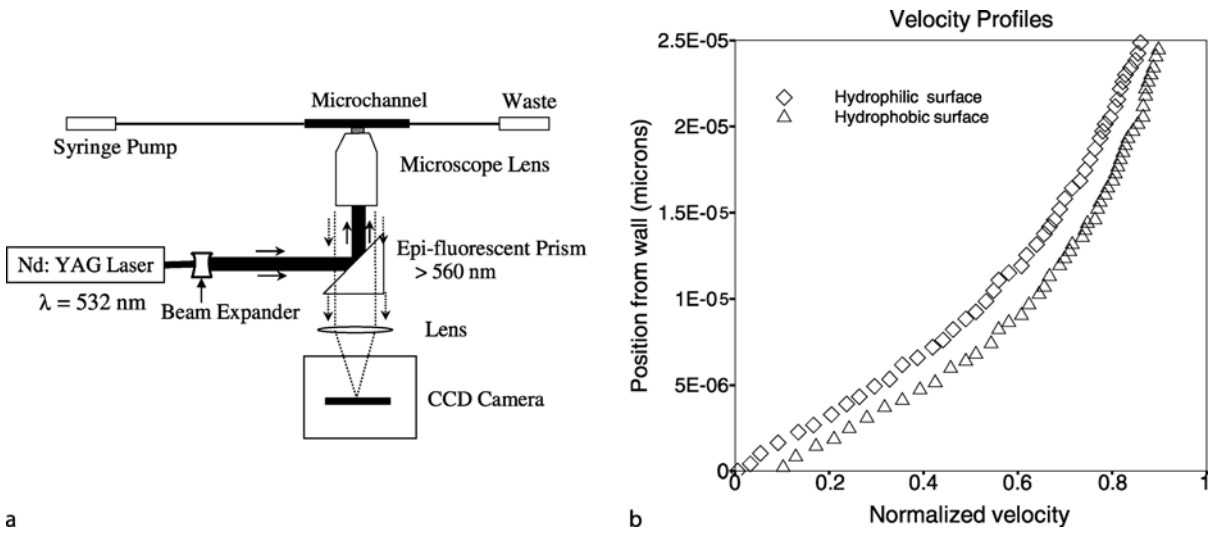 Microchannel
Waste
Syringe Pump
Microscope Lens
Nd: YAG Laser
λ = 532 nm
Beam Expander
Epi-fluorescent Prism
> 560 nm
Lens
CCD Camera
a
Velocity Profiles
Hydrophilic surface
Hydrophobic surface
Position from wall (microns)
2.5E-05
2E-05
1.5E-05
1E-05
5E-06
0
0 0.2 0.4 0.6 0.8 1
Normalized velocity
b